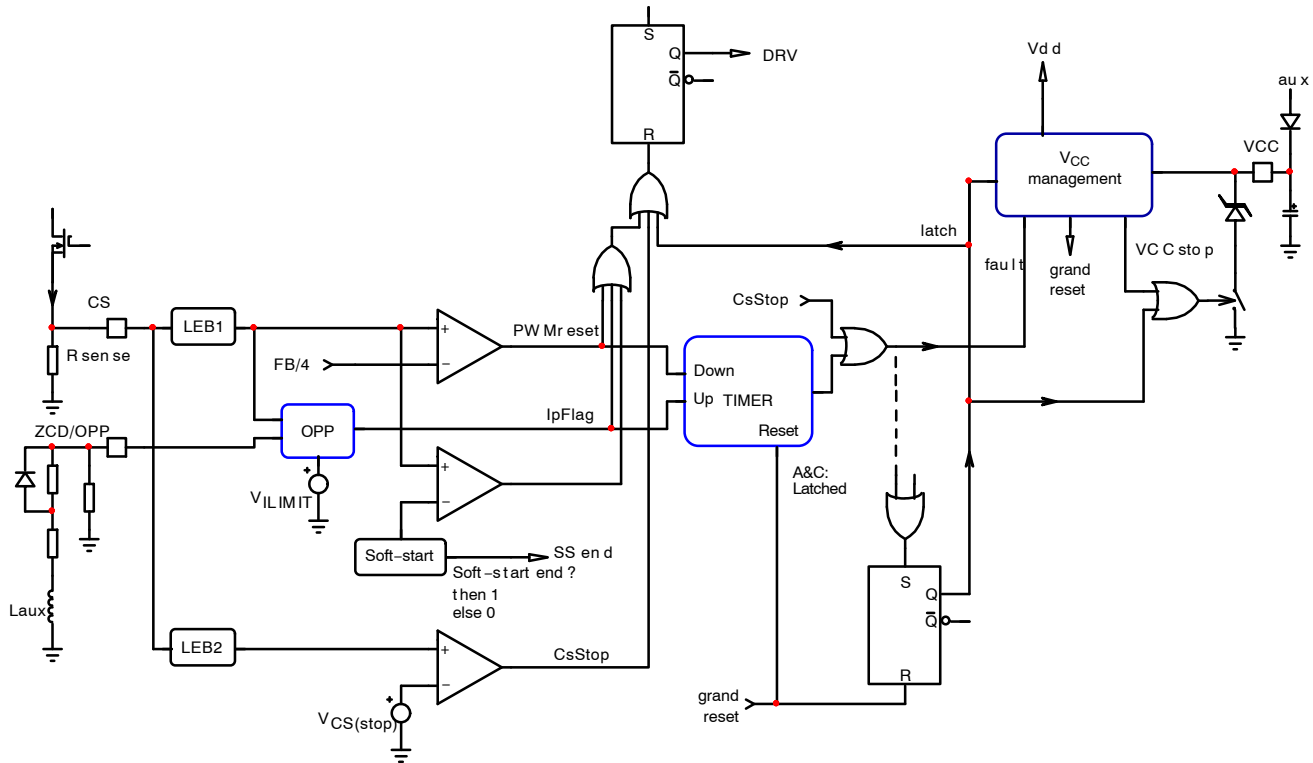 S
Q
DRV
Q
R
Vdd
aux
VCC
VCC
management
latch
fault
grand
reset
VCCstop
CS
LEB1
Rsense
FB/4
PWMreset
CsStop
Down
Up TIMER
Reset
IpFlag
ZCD/OPP
OPP
VILIMIT
A&C:
Latched
Soft-start
SS end
Soft-start end ?
then 1
else 0
S
Q
Q
R
Laux
LEB2
CsStop
VCS(stop)
grand
reset
+
−
+
−
+
−
+
+
+